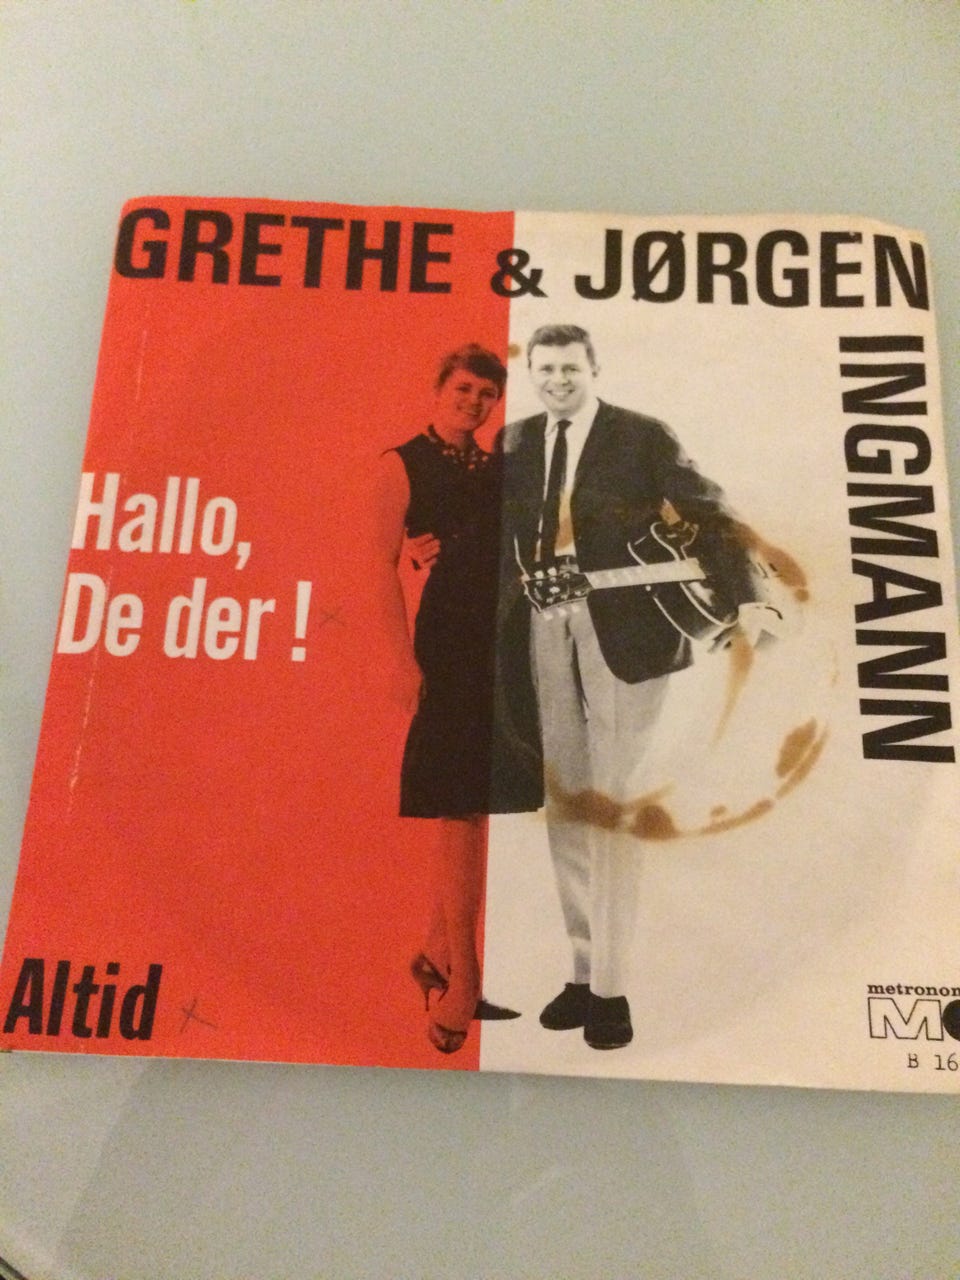 GRETHE & JØRGEN
INGMANN
Hallo,
De der !
Altid
metronom
M
B 16